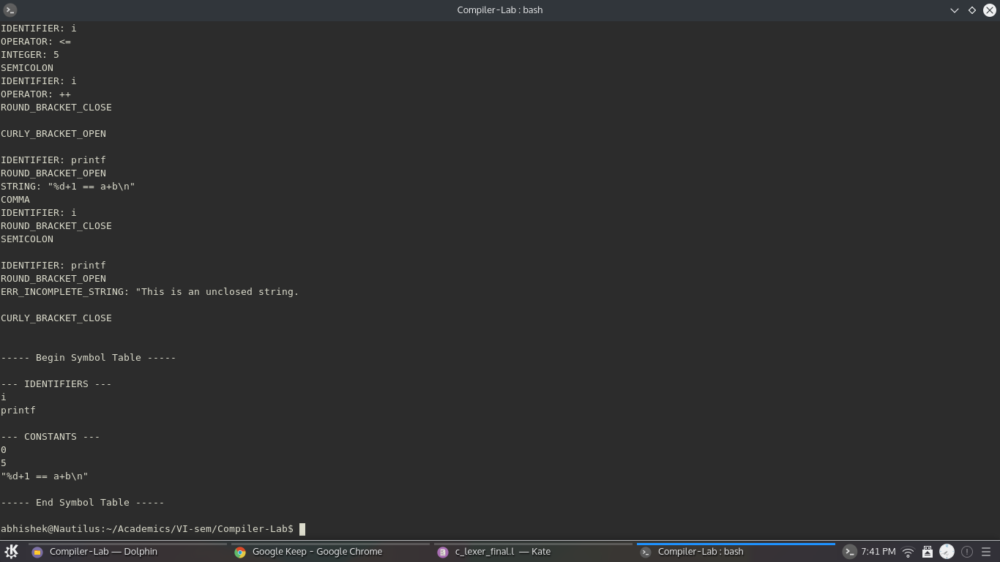 Compiler-Lab : bash
IDENTIFIER: i
OPERATOR: <=
INTEGER: 5
SEMICOLON
IDENTIFIER: i
OPERATOR: ++
ROUND_BRACKET_CLOSE
CURLY_BRACKET_OPEN
IDENTIFIER: printf
ROUND_BRACKET_OPEN
STRING: "%d+1 == a+b\n"
COMMA
IDENTIFIER: i
ROUND_BRACKET_CLOSE
SEMICOLON
IDENTIFIER: printf
ROUND_BRACKET_OPEN
ERR_INCOMPLETE_STRING: "This is an unclosed string.
CURLY_BRACKET_CLOSE
----- Begin Symbol Table -----
--- IDENTIFIERS ---
i
printf
--- CONSTANTS ---
0
5
"%d+1 == a+b\n"
----- End Symbol Table -----
abhishek@Nautilus:~/Academics/VI-sem/Compiler-Lab$
Compiler-Lab — Dolphin Google Keep - Google Chrome c_lexer_final.l — Kate Compiler-Lab : bash 7:41 PM